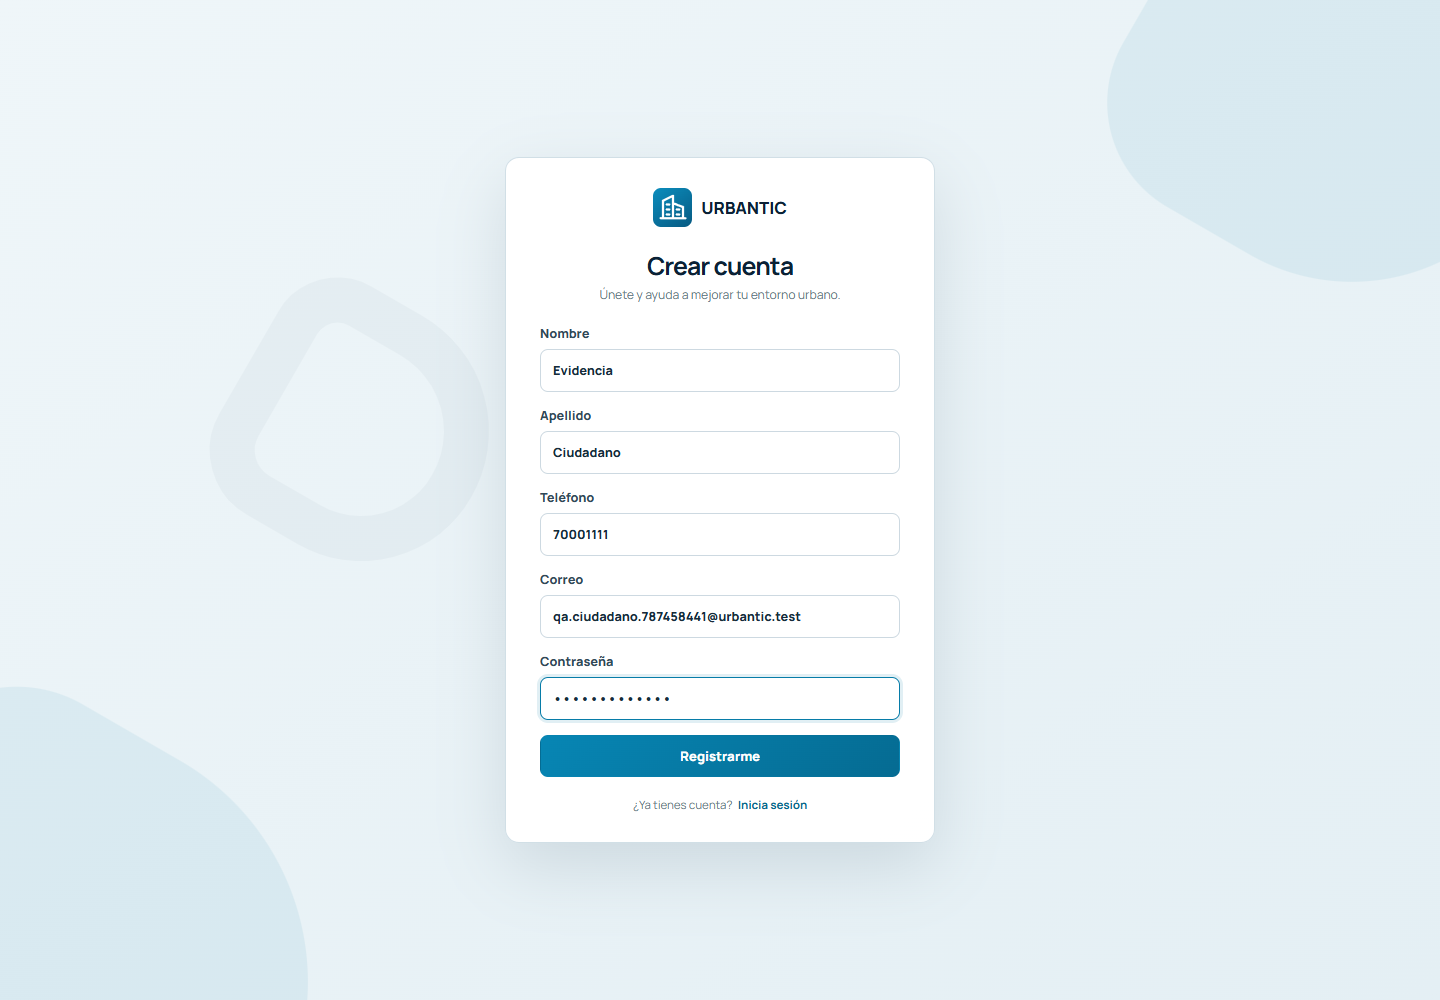 URBANTIC
Crear cuenta
Únete y ayuda a mejorar tu entorno urbano.
Nombre
Evidencia
Apellido
Ciudadano
Teléfono
70001111
Correo
qa.ciudadano.787458441@urbantic.test
Contraseña
•••••••••••••
Registrarme
¿Ya tienes cuenta? Inicia sesión